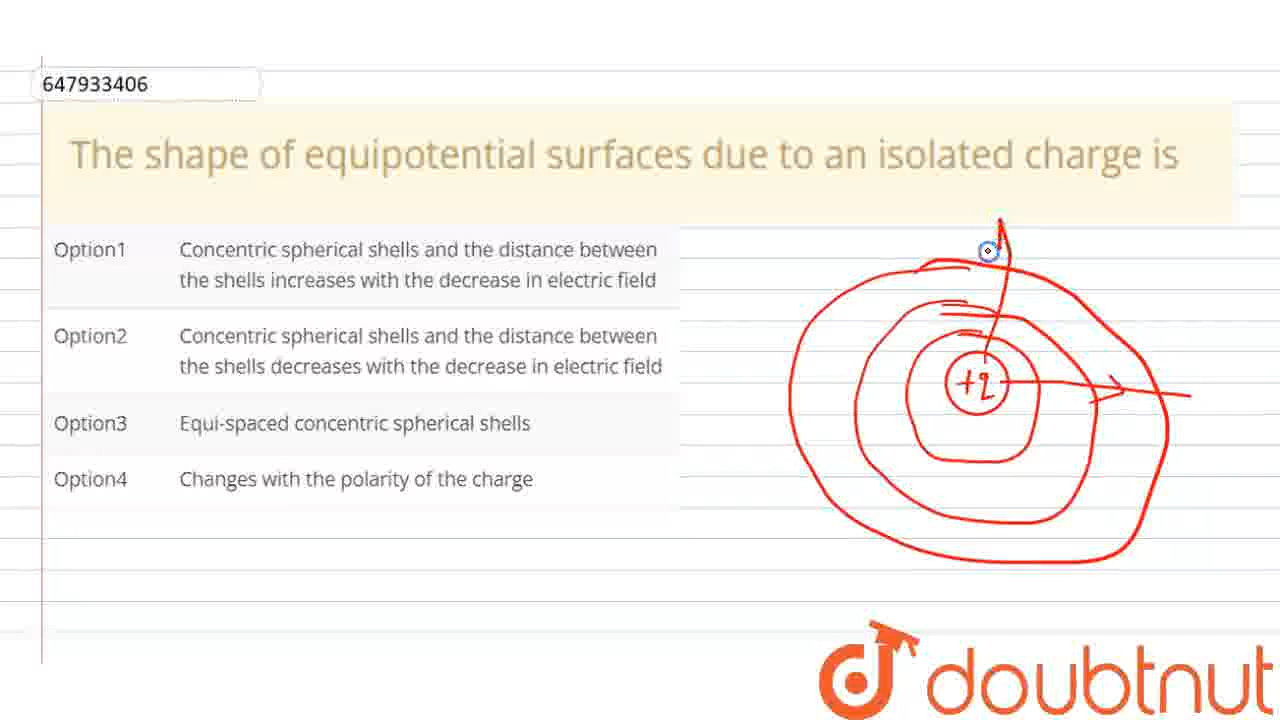 647933406
The shape of equipotential surfaces due to an isolated charge is
Option1 Concentric spherical shells and the distance between
the shells increases with the decrease in electric field
Option2 Concentric spherical shells and the distance between
the shells decreases with the decrease in electric field
Option3 Equi-spaced concentric spherical shells
Option4 Changes with the polarity of the charge
+q
doubtnut